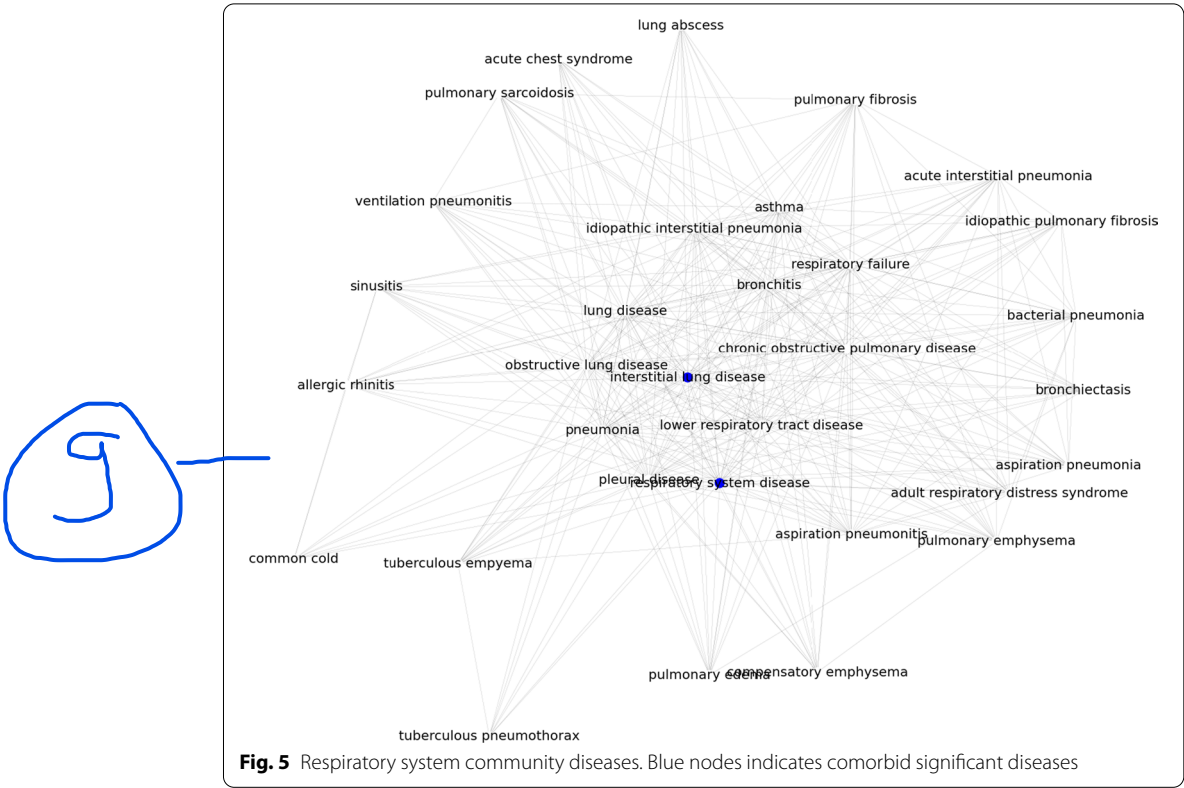 lung abscess
acute chest syndrome
pulmonary sarcoidosis
pulmonary fibrosis
acute interstitial pneumonia
ventilation pneumonitis
asthma
idiopathic pulmonary fibrosis
idiopathic interstitial pneumonia
respiratory failure
sinusitis
bronchitis
lung disease
bacterial pneumonia
chronic obstructive pulmonary disease
obstructive lung disease
interstitial lung disease
allergic rhinitis
bronchiectasis
pneumonia
lower respiratory tract disease
aspiration pneumonia
pleural disease
respiratory system disease
adult respiratory distress syndrome
aspiration pneumonitis
pulmonary emphysema
common cold
tuberculous empyema
pulmonary edema
compensatory emphysema
tuberculous pneumothorax
Fig. 5 Respiratory system community diseases. Blue nodes indicates comorbid significant diseases